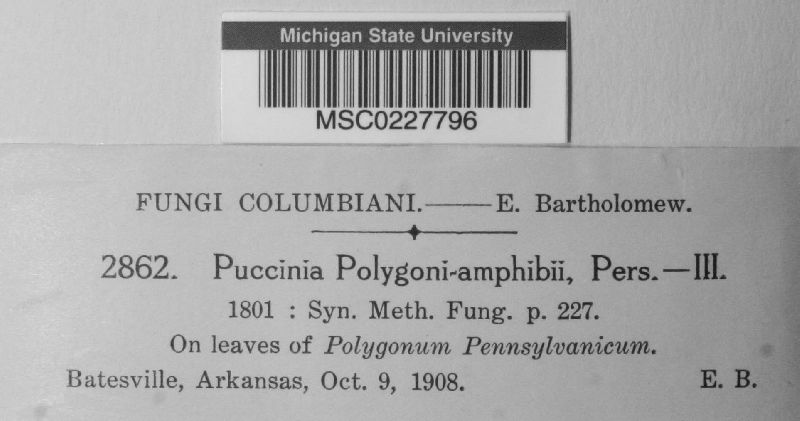 Michigan State University
MSC0227796
FUNGI COLUMBIANI.——E. Bartholomew.
2862. Puccinia Polygoni-amphibii, Pers.—III.
1801 : Syn. Meth. Fung. p. 227.
On leaves of Polygonum Pennsylvanicum.
Batesville, Arkansas, Oct. 9, 1908. E. B.